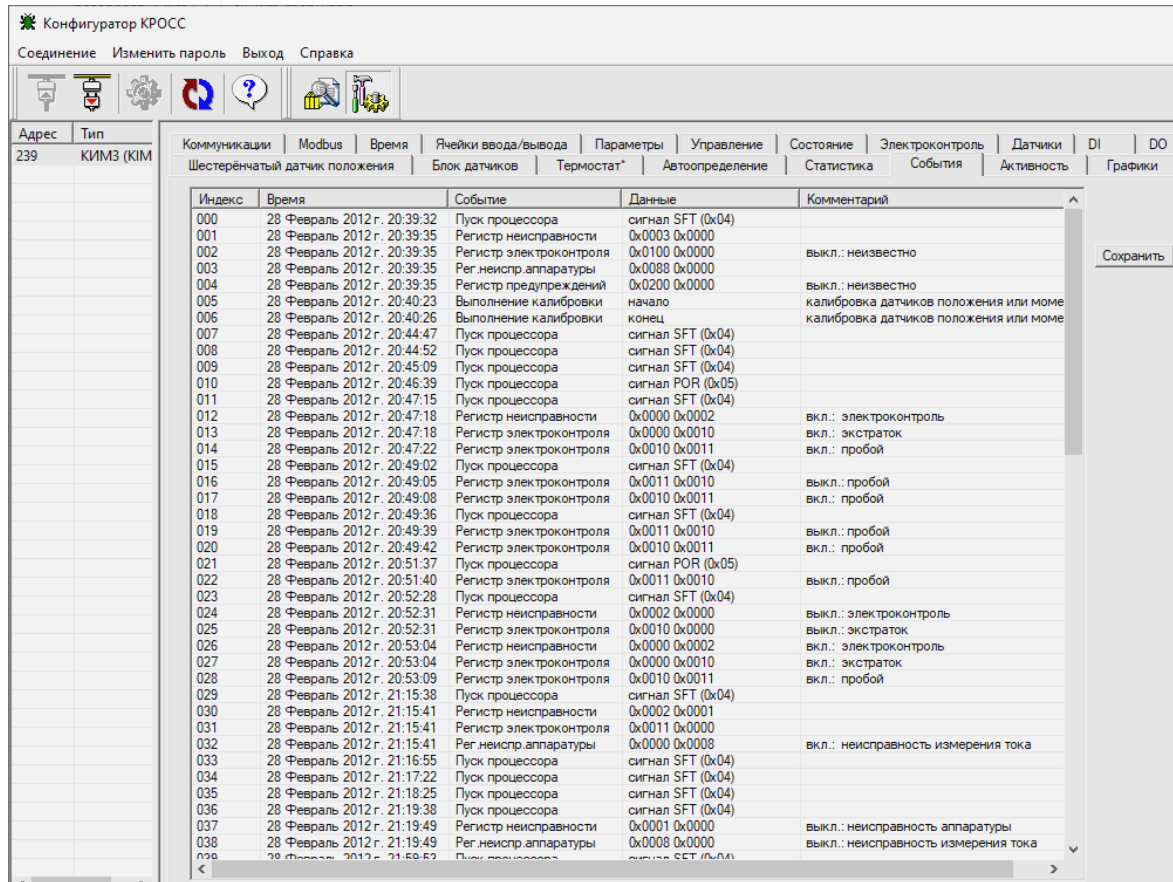 Конфигуратор КРОСС
Соединение Изменить пароль Выход Справка
Адрес Тип
239 КИМ3 (KIM
Коммуникации Modbus Время Ячейки ввода/вывода Параметры Управление Состояние Электроконтроль Датчики DI DO
Шестерёнчатый датчик положения Блок датчиков Термостат* Автоопределение Статистика События Активность Графики
Индекс Время Событие Данные Комментарий
000 28 Февраль 2012 г. 20:39:32 Пуск процессора сигнал SFT (0x04)
001 28 Февраль 2012 г. 20:39:35 Регистр неисправности 0x0003 0x0000
002 28 Февраль 2012 г. 20:39:35 Регистр электроконтроля 0x0100 0x0000 выкл.: неизвестно
Сохранить
003 28 Февраль 2012 г. 20:39:35 Рег.неиспр.аппаратуры 0x0088 0x0000
004 28 Февраль 2012 г. 20:39:35 Регистр предупреждений 0x0200 0x0000 выкл.: неизвестно
005 28 Февраль 2012 г. 20:40:23 Выполнение калибровки начало калибровка датчиков положения или моме
006 28 Февраль 2012 г. 20:40:26 Выполнение калибровки конец калибровка датчиков положения или моме
007 28 Февраль 2012 г. 20:44:47 Пуск процессора сигнал SFT (0x04)
008 28 Февраль 2012 г. 20:44:52 Пуск процессора сигнал SFT (0x04)
009 28 Февраль 2012 г. 20:45:09 Пуск процессора сигнал SFT (0x04)
010 28 Февраль 2012 г. 20:46:39 Пуск процессора сигнал POR (0x05)
011 28 Февраль 2012 г. 20:47:15 Пуск процессора сигнал SFT (0x04)
012 28 Февраль 2012 г. 20:47:18 Регистр неисправности 0x0000 0x0002 вкл.: электроконтроль
013 28 Февраль 2012 г. 20:47:18 Регистр электроконтроля 0x0000 0x0010 вкл.: экстраток
014 28 Февраль 2012 г. 20:47:22 Регистр электроконтроля 0x0010 0x0011 вкл.: пробой
015 28 Февраль 2012 г. 20:49:02 Пуск процессора сигнал SFT (0x04)
016 28 Февраль 2012 г. 20:49:05 Регистр электроконтроля 0x0011 0x0010 выкл.: пробой
017 28 Февраль 2012 г. 20:49:08 Регистр электроконтроля 0x0010 0x0011 вкл.: пробой
018 28 Февраль 2012 г. 20:49:36 Пуск процессора сигнал SFT (0x04)
019 28 Февраль 2012 г. 20:49:39 Регистр электроконтроля 0x0011 0x0010 выкл.: пробой
020 28 Февраль 2012 г. 20:49:42 Регистр электроконтроля 0x0010 0x0011 вкл.: пробой
021 28 Февраль 2012 г. 20:51:37 Пуск процессора сигнал POR (0x05)
022 28 Февраль 2012 г. 20:51:40 Регистр электроконтроля 0x0011 0x0010 выкл.: пробой
023 28 Февраль 2012 г. 20:52:28 Пуск процессора сигнал SFT (0x04)
024 28 Февраль 2012 г. 20:52:31 Регистр неисправности 0x0002 0x0000 выкл.: электроконтроль
025 28 Февраль 2012 г. 20:52:31 Регистр электроконтроля 0x0010 0x0000 выкл.: экстраток
026 28 Февраль 2012 г. 20:53:04 Регистр неисправности 0x0000 0x0002 вкл.: электроконтроль
027 28 Февраль 2012 г. 20:53:04 Регистр электроконтроля 0x0000 0x0010 вкл.: экстраток
028 28 Февраль 2012 г. 20:53:09 Регистр электроконтроля 0x0010 0x0011 вкл.: пробой
029 28 Февраль 2012 г. 21:15:38 Пуск процессора сигнал SFT (0x04)
030 28 Февраль 2012 г. 21:15:41 Регистр неисправности 0x0002 0x0001
031 28 Февраль 2012 г. 21:15:41 Регистр электроконтроля 0x0011 0x0000
032 28 Февраль 2012 г. 21:15:41 Рег.неиспр.аппаратуры 0x0000 0x0008 вкл.: неисправность измерения тока
033 28 Февраль 2012 г. 21:16:55 Пуск процессора сигнал SFT (0x04)
034 28 Февраль 2012 г. 21:17:22 Пуск процессора сигнал SFT (0x04)
035 28 Февраль 2012 г. 21:18:25 Пуск процессора сигнал SFT (0x04)
036 28 Февраль 2012 г. 21:19:38 Пуск процессора сигнал SFT (0x04)
037 28 Февраль 2012 г. 21:19:49 Регистр неисправности 0x0001 0x0000 выкл.: неисправность аппаратуры
038 28 Февраль 2012 г. 21:19:49 Рег.неиспр.аппаратуры 0x0008 0x0000 выкл.: неисправность измерения тока
039 28 Февраль 2012 г. 21:59:53 Пуск процессора сигнал SFT (0x04)